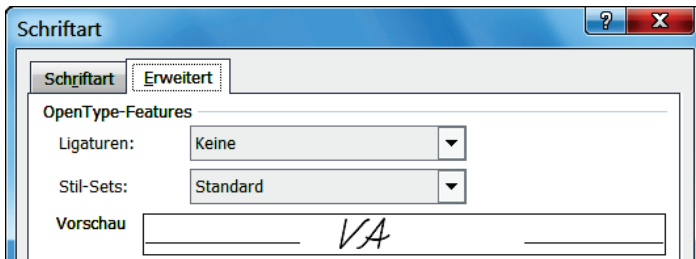 Schriftart
Schriftart Erweitert
OpenType-Features
Ligaturen: Keine
Stil-Sets: Standard
Vorschau VA